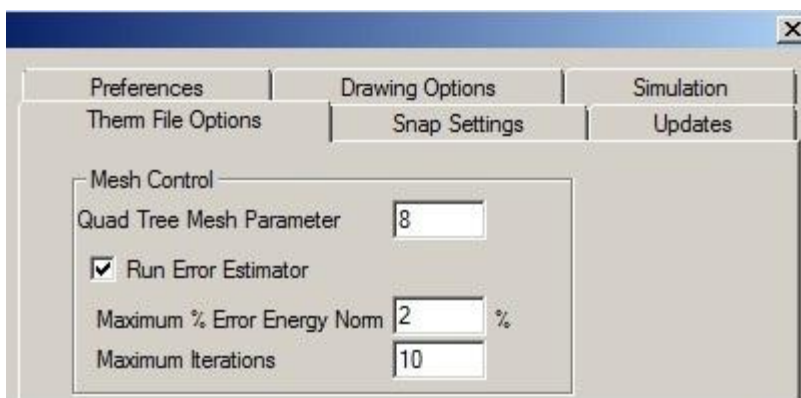 Preferences Drawing Options Simulation
Therm File Options Snap Settings Updates
Mesh Control
Quad Tree Mesh Parameter 8
Run Error Estimator
Maximum % Error Energy Norm 2 %
Maximum Iterations 10